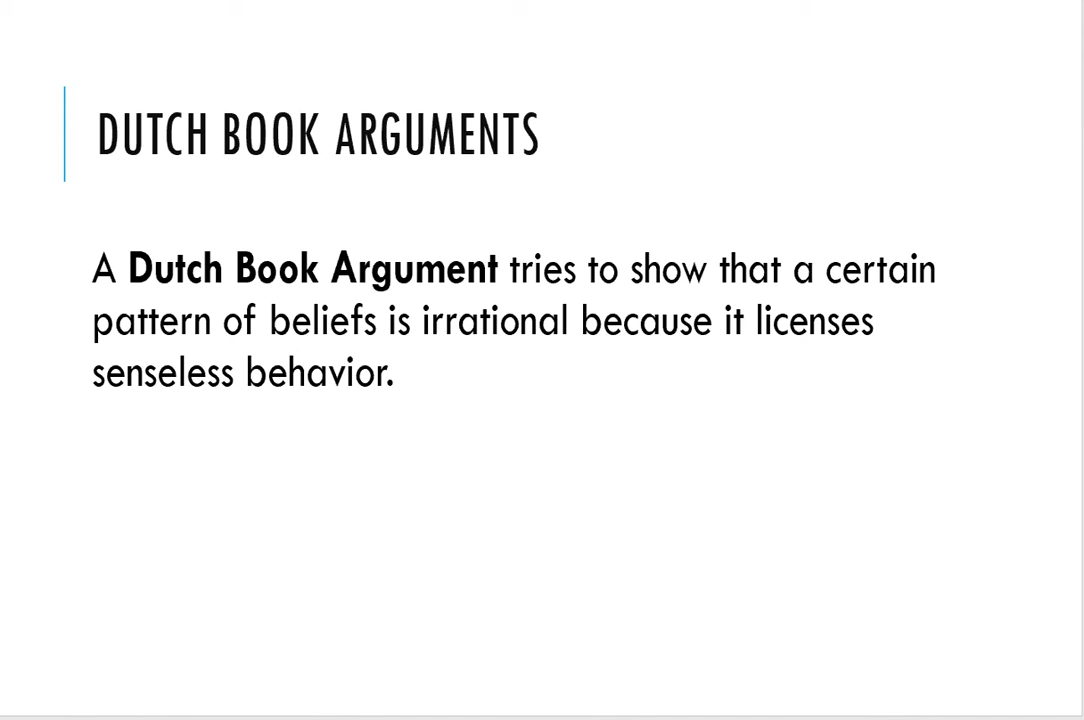 DUTCH BOOK ARGUMENTS
A Dutch Book Argument tries to show that a certain
pattern of beliefs is irrational because it licenses
senseless behavior.